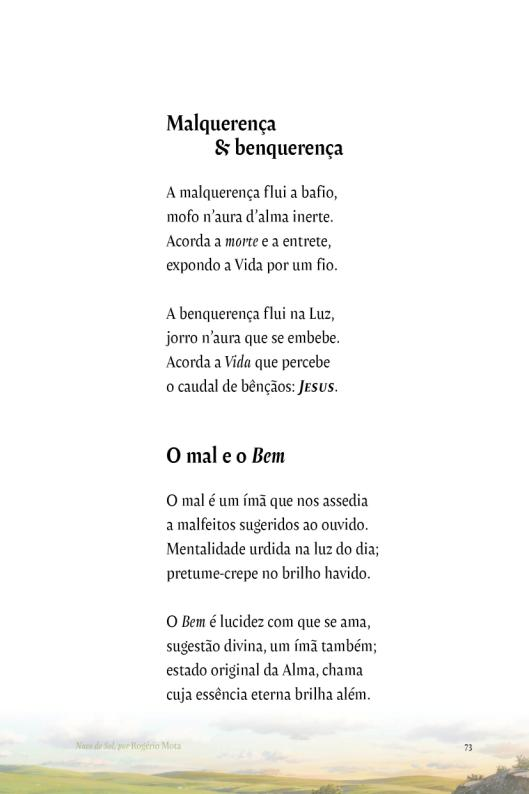 Malquerença
& benquerença
A malquerença flui a bafio,
mofo n’aura d’alma inerte.
Acorda a morte e a entrete,
expondo a Vida por um fio.
A benquerença flui na Luz,
jorro n’aura que se embebe.
Acorda a Vida que percebe
o caudal de bênçãos: JESUS.
O mal e o Bem
O mal é um ímã que nos assedia
a malfeitos sugeridos ao ouvido.
Mentalidade urdida na luz do dia;
pretume-crepe no brilho havido.
O Bem é lucidez com que se ama,
sugestão divina, um ímã também;
estado original da Alma, chama
cuja essência eterna brilha além.
Naco de Sol, por Rogério Mota
73